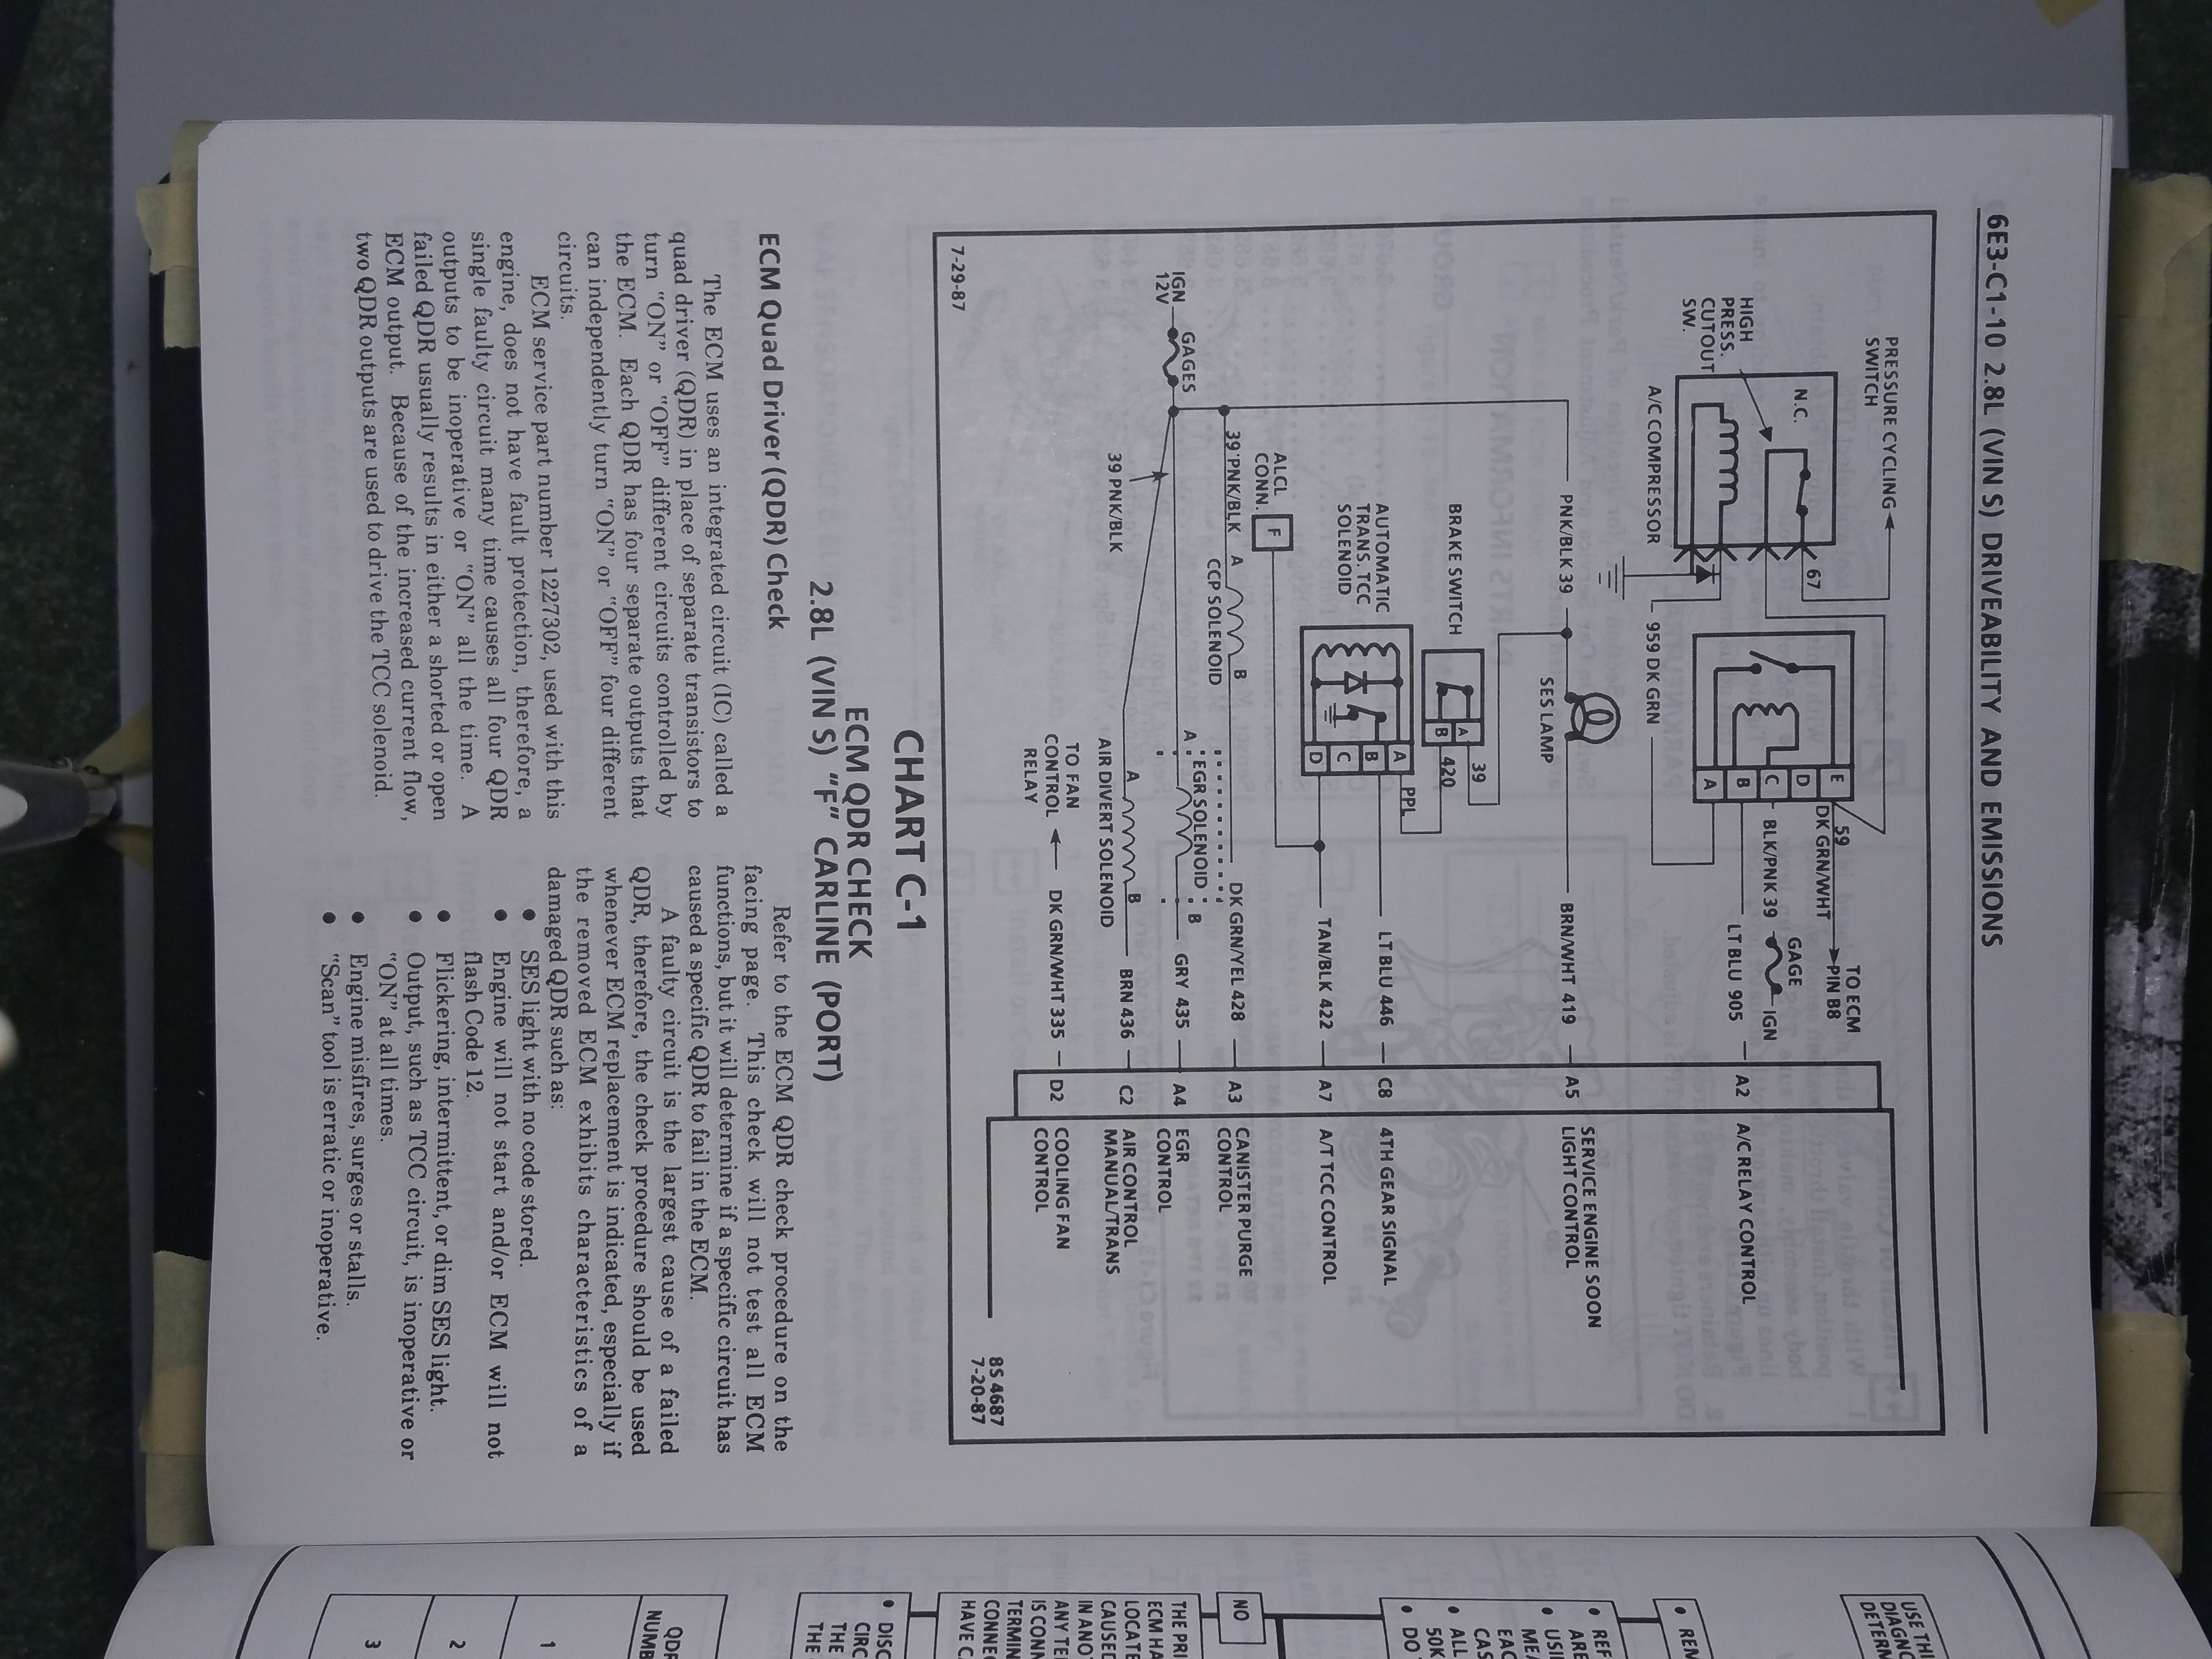 6E3-C1-10 2.8L (VIN S) DRIVEABILITY AND EMISSIONS
PRESSURE CYCLING
SWITCH
HIGH
PRESS.
CUTOUT
SW.
N.C.
67
A/C COMPRESSOR
959 DK GRN
E
D
C
B
A
59
DK GRN/WHT
TO ECM
PIN B8
BLK/PNK 39
GAGE
IGN
LT BLU 905
A2
A/C RELAY CONTROL
PNK/BLK 39
SES LAMP
BRN/WHT 419
A5
SERVICE ENGINE SOON
LIGHT CONTROL
BRAKE SWITCH
A
B
39
420
PPL
AUTOMATIC
TRANS. TCC
SOLENOID
A
B
C
D
LT BLU 446
C8
4TH GEAR SIGNAL
ALCL
CONN.
F
TAN/BLK 422
A7
A/T TCC CONTROL
IGN
12V
GAGES
39 PNK/BLK
A
B
CCP SOLENOID
DK GRN/YEL 428
A3
CANISTER PURGE
CONTROL
A
EGR SOLENOID
B
GRY 435
A4
EGR
CONTROL
39 PNK/BLK
A
B
AIR DIVERT SOLENOID
BRN 436
C2
AIR CONTROL
MANUAL/TRANS
TO FAN
CONTROL
RELAY
DK GRN/WHT 335
D2
COOLING FAN
CONTROL
7-29-87
8S 4687
7-20-87
CHART C-1
ECM QDR CHECK
2.8L (VIN S) "F" CARLINE (PORT)
ECM Quad Driver (QDR) Check
The ECM uses an integrated circuit (IC) called a
quad driver (QDR) in place of separate transistors to
turn "ON" or "OFF" different circuits controlled by
the ECM. Each QDR has four separate outputs that
can independently turn "ON" or "OFF" four different
circuits.
ECM service part number 1227302, used with this
engine, does not have fault protection, therefore, a
single faulty circuit many time causes all four QDR
outputs to be inoperative or "ON" all the time. A
failed QDR usually results in either a shorted or open
ECM output. Because of the increased current flow,
two QDR outputs are used to drive the TCC solenoid.
Refer to the ECM QDR check procedure on the
facing page. This check will not test all ECM
functions, but it will determine if a specific circuit has
caused a specific QDR to fail in the ECM.
A faulty circuit is the largest cause of a failed
QDR, therefore, the check procedure should be used
whenever ECM replacement is indicated, especially if
the removed ECM exhibits characteristics of a
damaged QDR such as:
● SES light with no code stored.
● Engine will not start and/or ECM will not
flash Code 12.
● Flickering, intermittent, or dim SES light.
● Output, such as TCC circuit, is inoperative or
"ON" at all times.
● Engine misfires, surges or stalls.
● "Scan" tool is erratic or inoperative.
USE THI
DIAGNO
DETERM
● REM
● REF
ARE
● USI
MEA
EAC
CAS
● ALL
50K
● DO
NO
THE PRI
ECM HA
LOCATE
CAUSED
IN ANOT
ANY TE
IS CONN
TERMIN
CONNE
HAVE C
● DISC
CIRC
THE
THE
QDR
NUMB
1
2
3